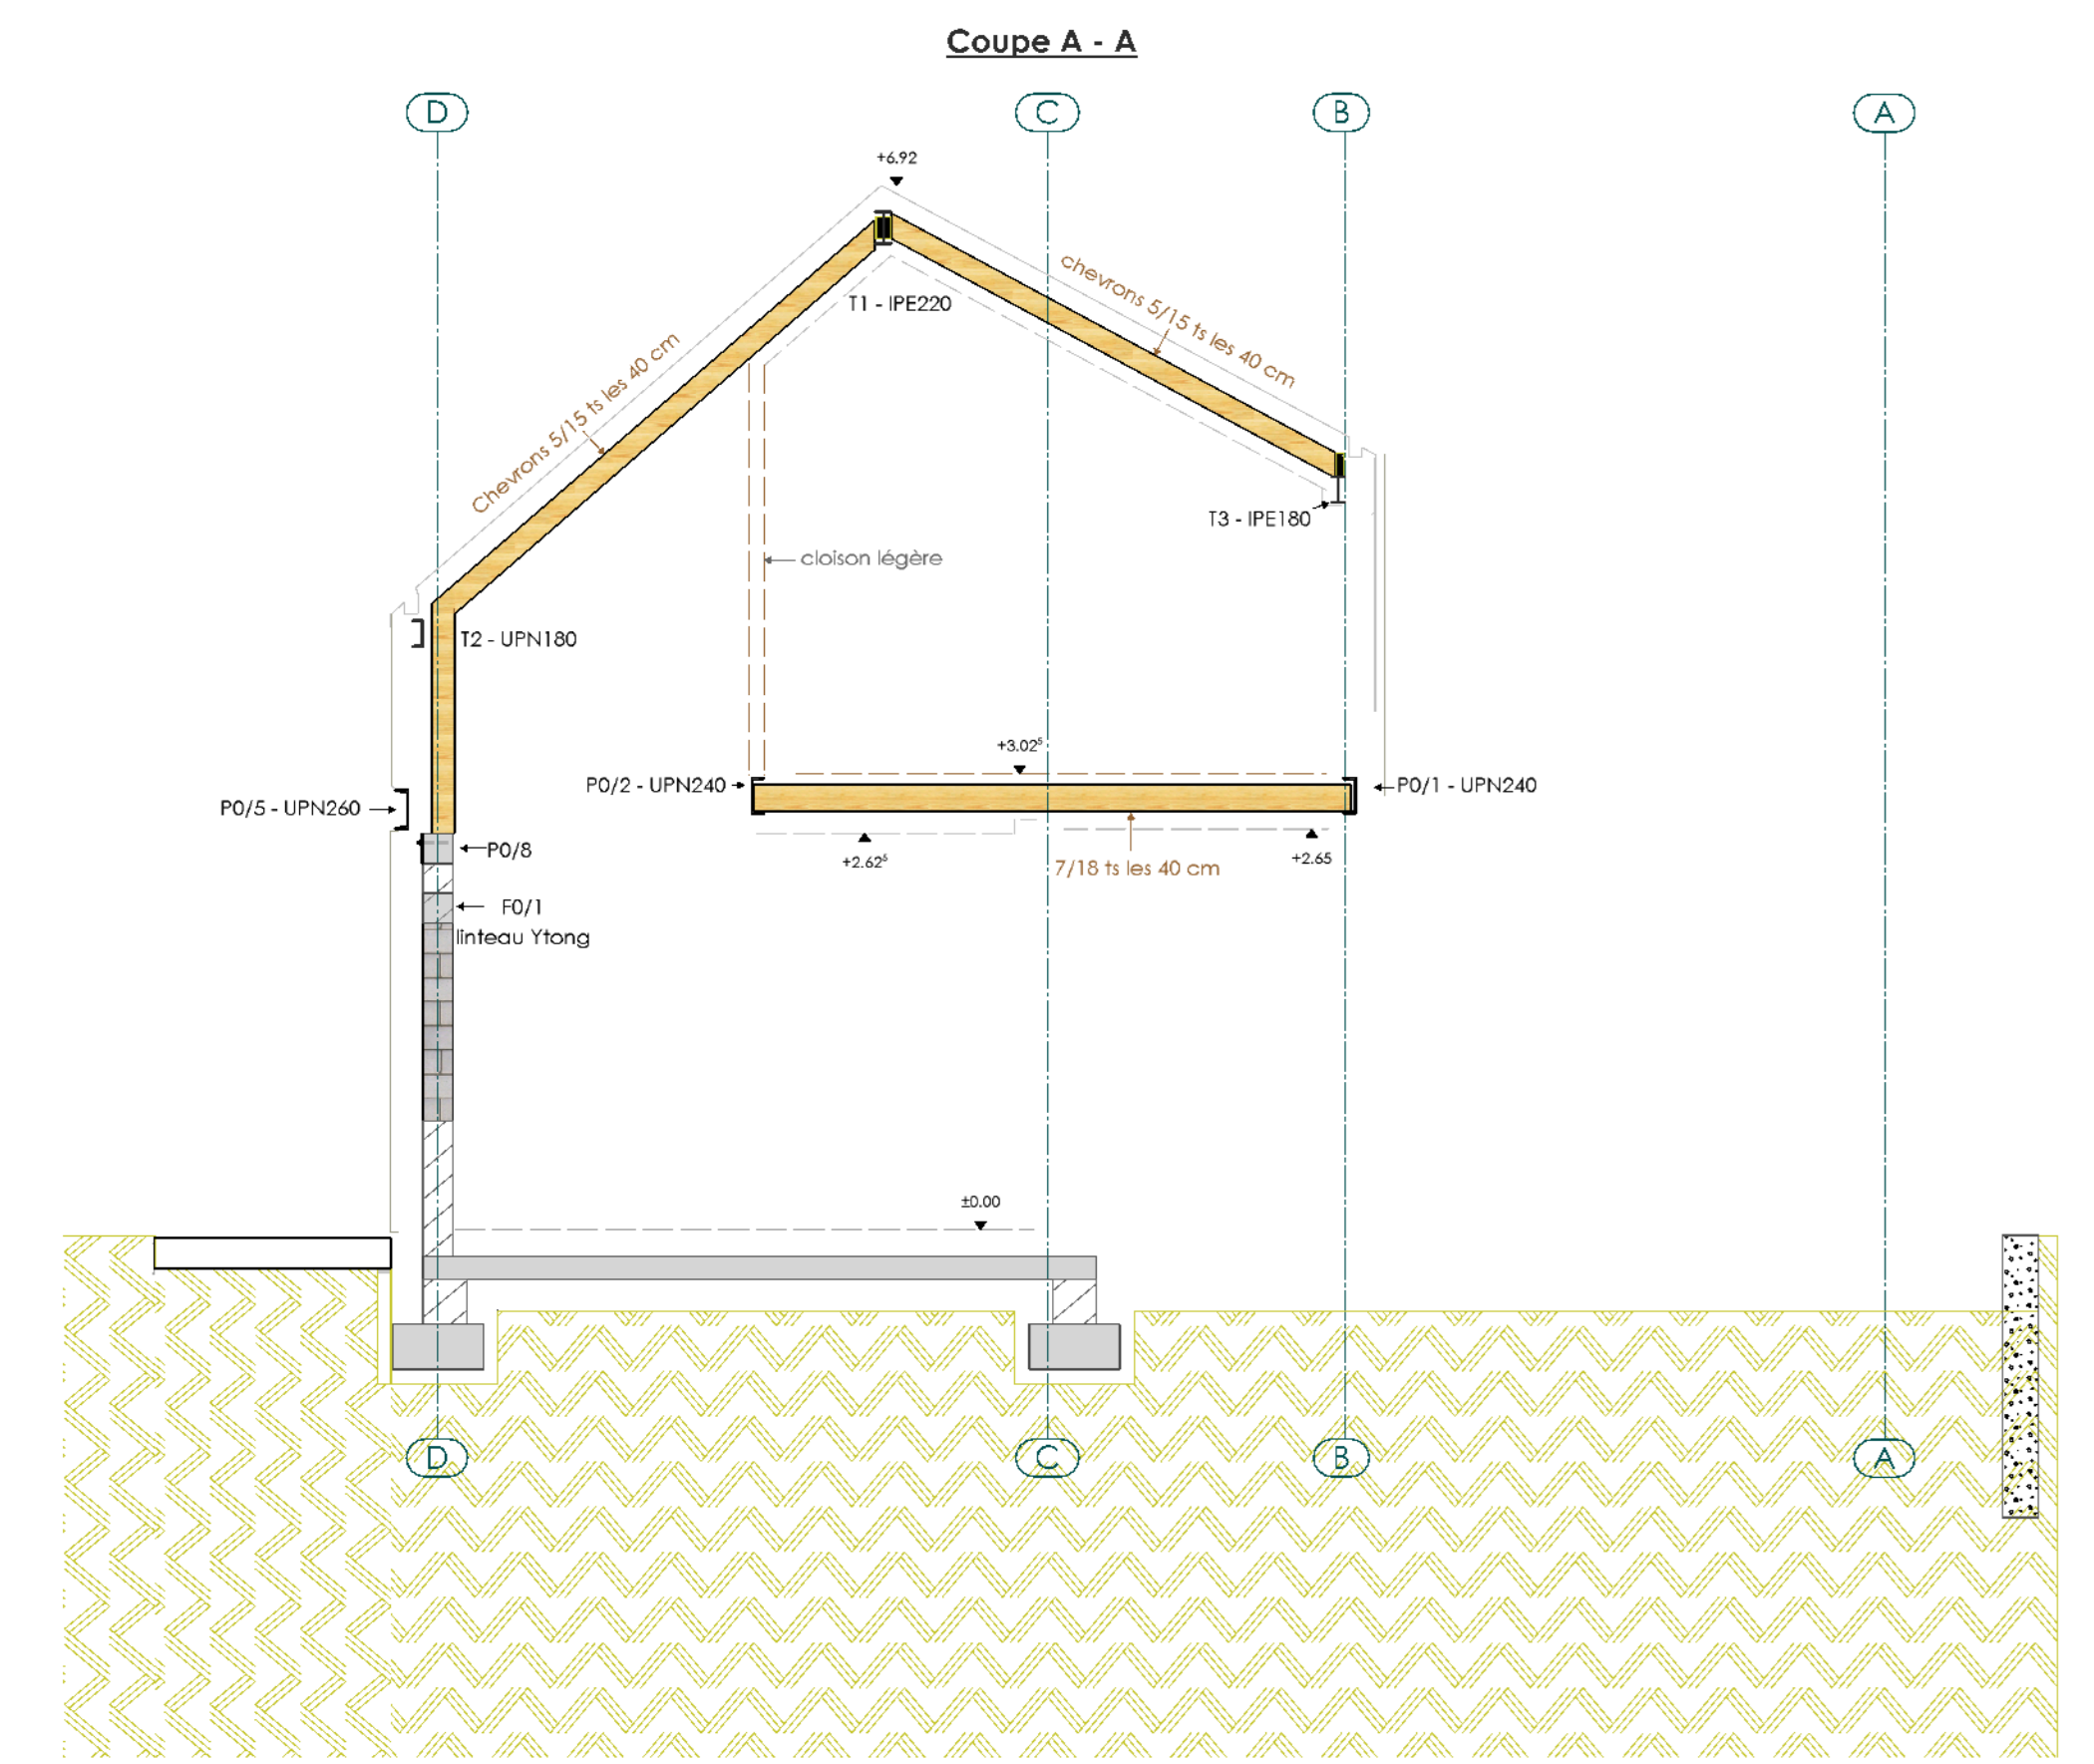 Coupe A - A
D
C
B
A
+6.92
T1 - IPE220
chevrons 5/15 ts les 40 cm
Chevrons 5/15 ts les 40 cm
T3 - IPE180
cloison légère
T2 - UPN180
+3.02⁵
P0/2 - UPN240
P0/1 - UPN240
P0/5 - UPN260
P0/8
+2.62⁵
+2.65
7/18 ts les 40 cm
F0/1
linteau Ytong
±0.00
D
C
B
A